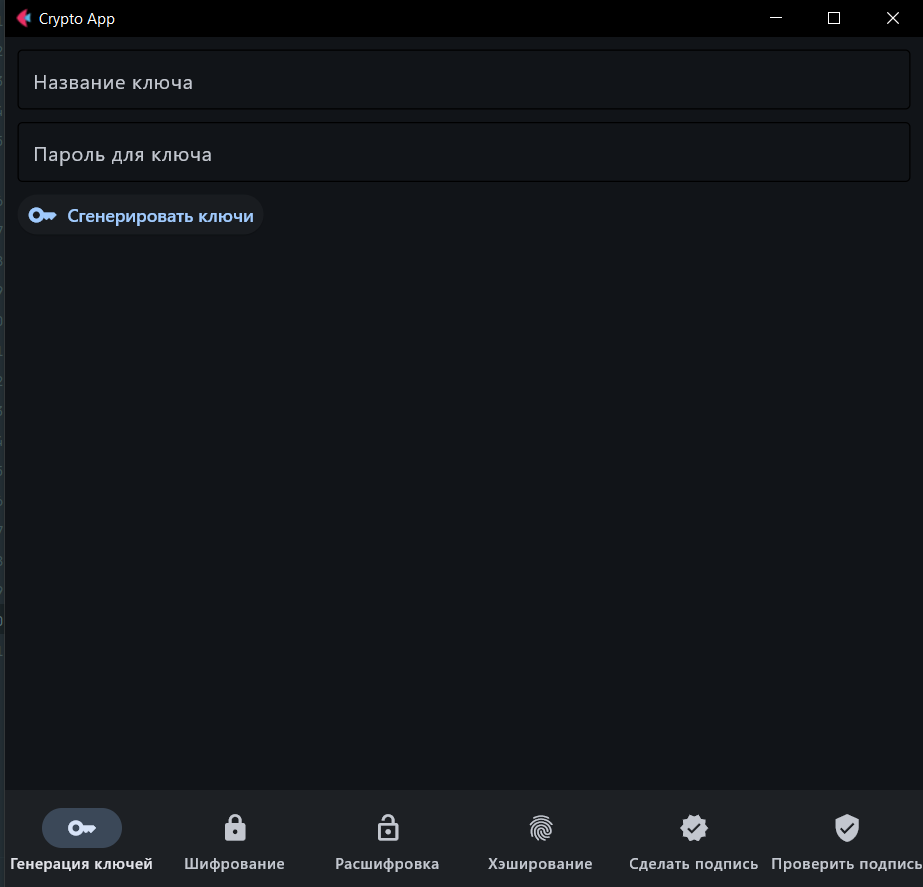 Crypto App
Название ключа
Пароль для ключа
Сгенерировать ключи
Генерация ключей
Шифрование
Расшифровка
Хэширование
Сделать подпись
Проверить подпись